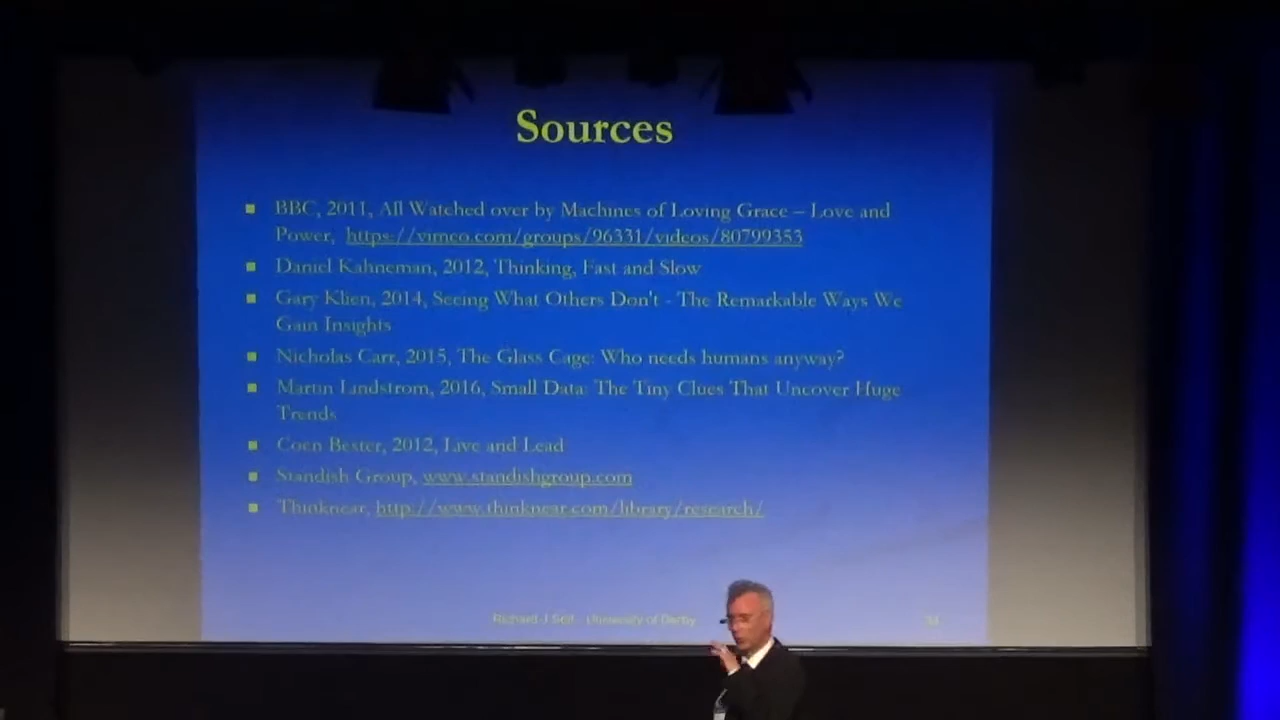 Sources
BBC, 2011, All Watched over by Machines of Loving Grace – Love and
Power, https://vimeo.com/groups/96331/videos/80799353
Daniel Kahneman, 2012, Thinking, Fast and Slow
Gary Klien, 2014, Seeing What Others Don't - The Remarkable Ways We
Gain Insights
Nicholas Carr, 2015, The Glass Cage: Who needs humans anyway?
Martin Lindstrom, 2016, Small Data: The Tiny Clues That Uncover Huge
Trends
Coen Bester, 2012, Live and Lead
Standish Group, www.standishgroup.com
Thinknear, http://www.thinknear.com/library/research/
Richard J Self - University of Derby